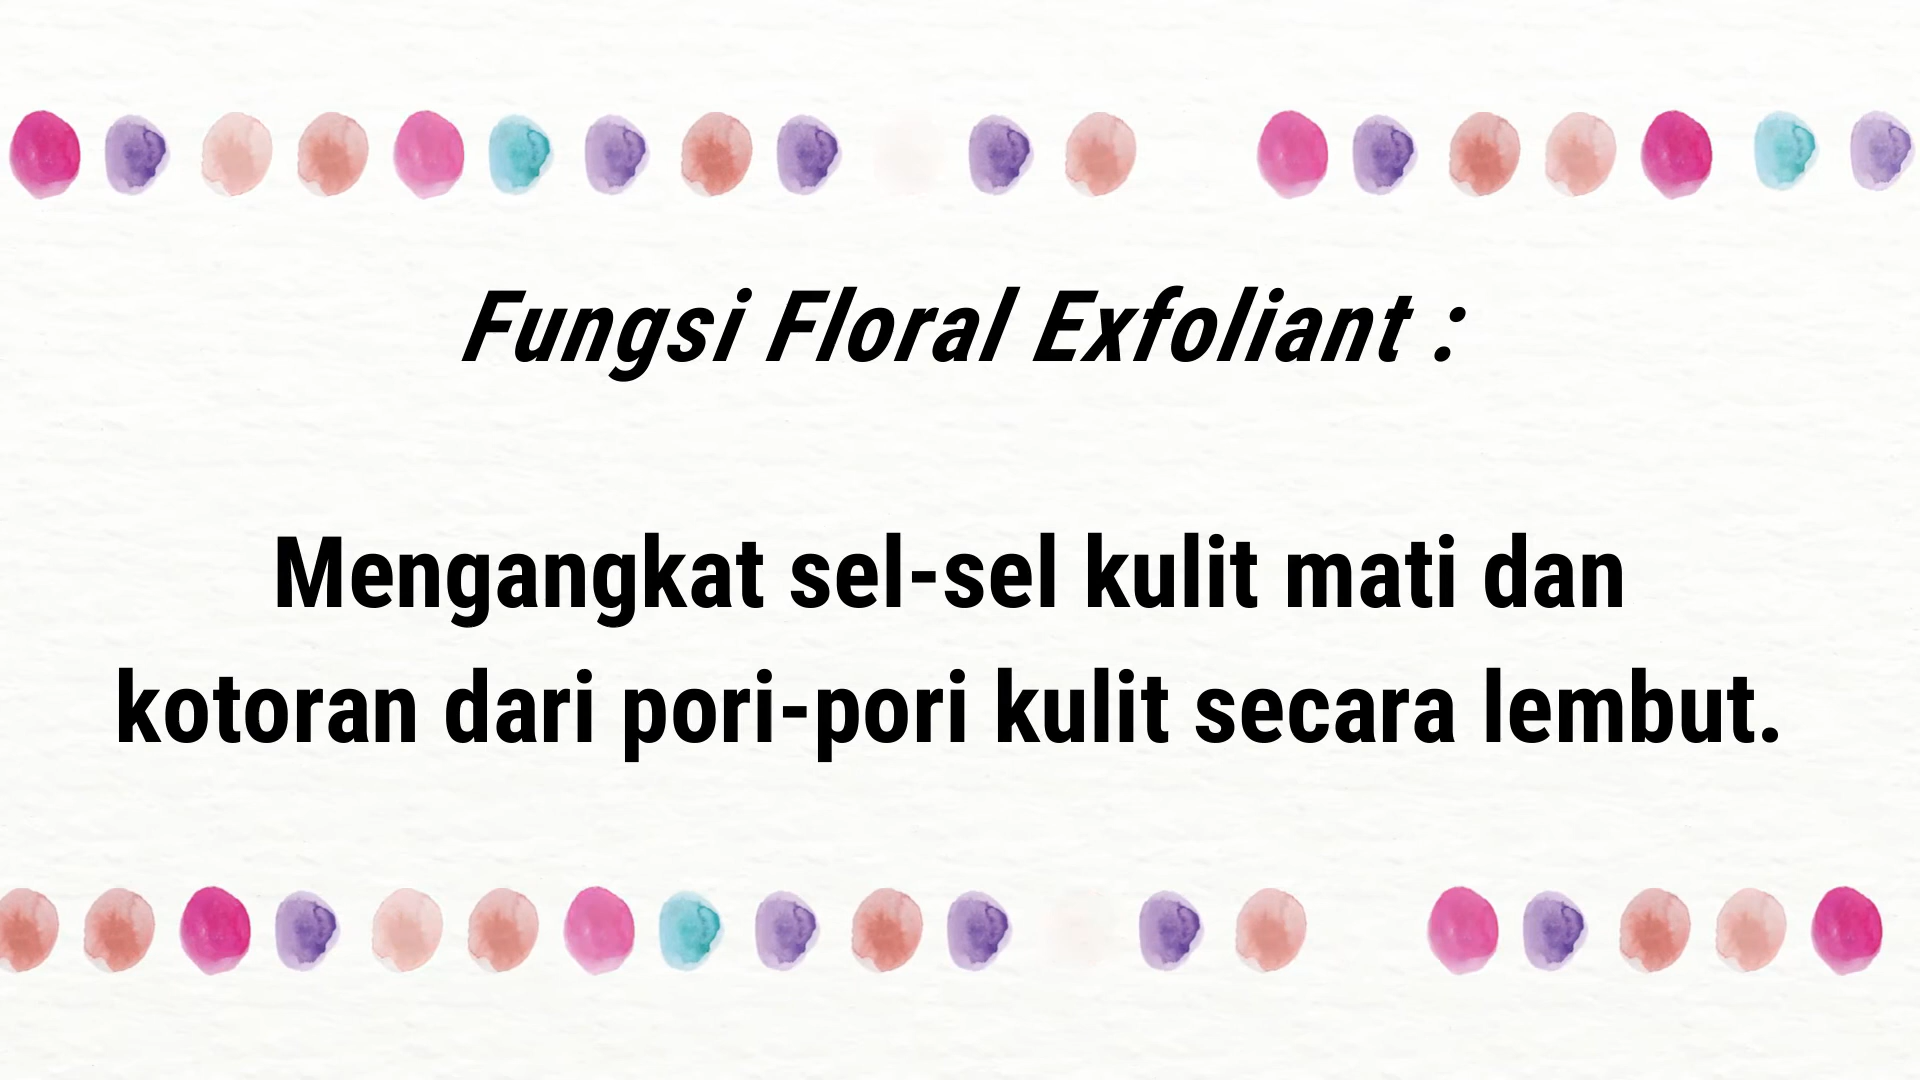 Fungsi Floral Exfoliant :
Mengangkat sel-sel kulit mati dan
kotoran dari pori-pori kulit secara lembut.